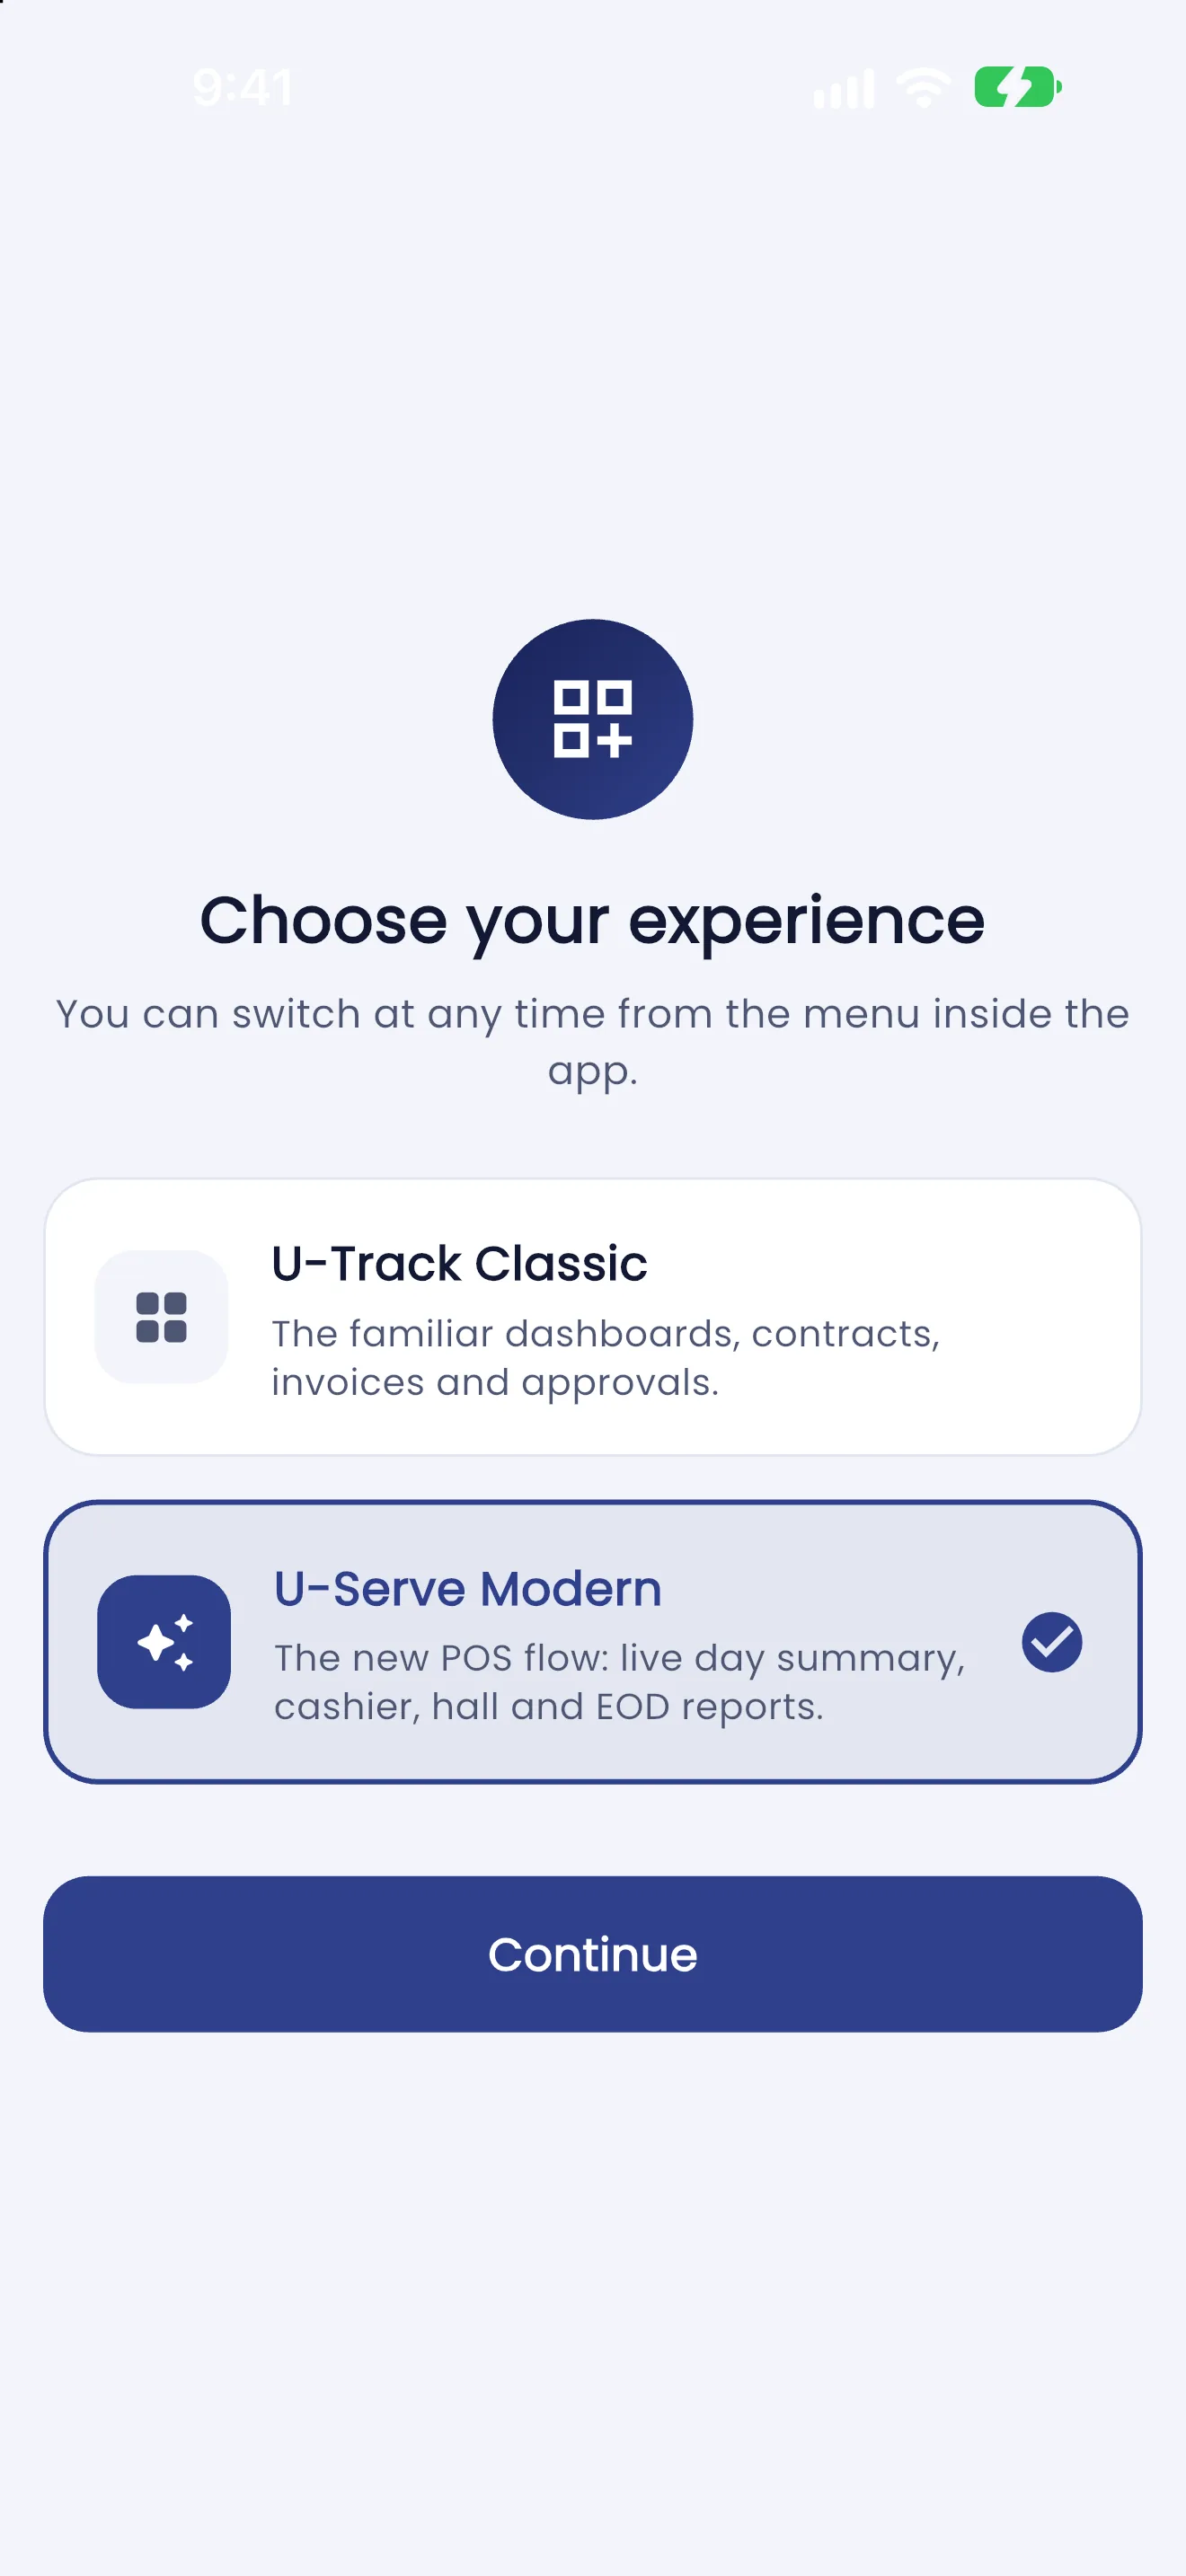 9:41
Choose your experience
You can switch at any time from the menu inside the
app.
U-Track Classic
The familiar dashboards, contracts,
invoices and approvals.
U-Serve Modern
The new POS flow: live day summary,
cashier, hall and EOD reports.
Continue